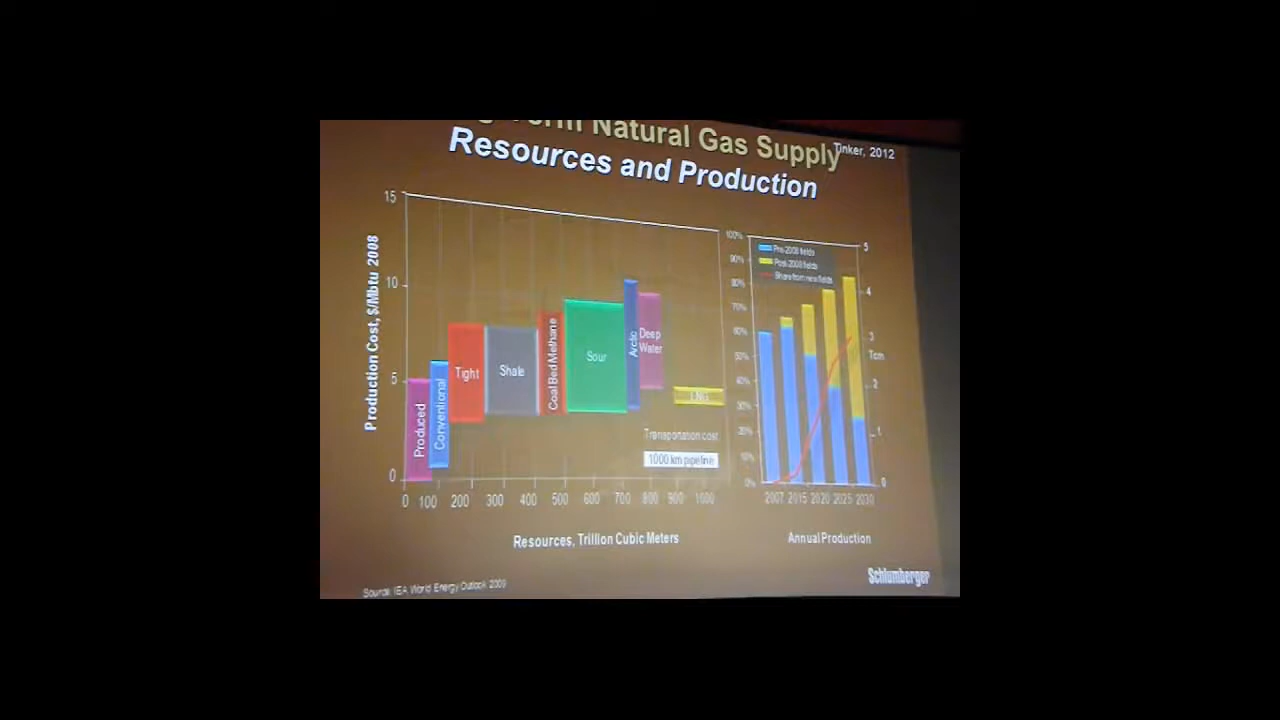 Term Natural Gas Supply
Resources and Production
Tinker, 2012
Production Cost, $/Mbtu 2008
15
10
5
0
Produced
Conventional
Tight
Shale
Coal Bed Methane
Sour
Arctic
Deep
Water
LNG
Transportation cost
1000 km pipeline
0 100 200 300 400 500 600 700 800 900 1000
Resources, Trillion Cubic Meters
100%
90%
80%
70%
60%
50%
40%
30%
20%
10%
0%
Pre-2008 fields
Post-2008 fields
Share from new fields
5
4
3
Tcm
2
1
0
2007 2015 2020 2025 2030
Annual Production
Schlumberger
Source: IEA World Energy Outlook 2009